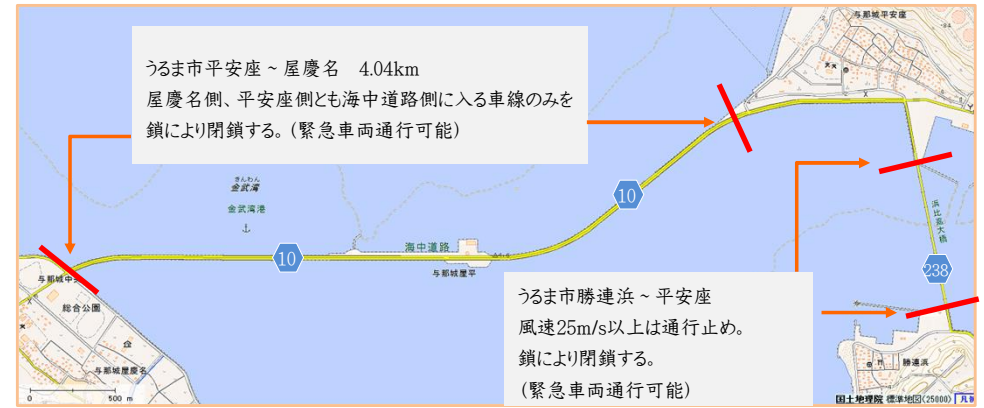 うるま市平安座～屋慶名　4.04km
屋慶名側、平安座側とも海中道路側に入る車線のみを
鎖により閉鎖する。（緊急車両通行可能）
与那城平安座
きんわん
金武湾
金武湾港
10
10
海中道路
与那城屋平
浜比嘉大橋
238
総合公園
与那城屋慶名
うるま市勝連浜～平安座
風速25m/s以上は通行止め。
鎖により閉鎖する。
（緊急車両通行可能）
勝連浜
0
500 m
国土地理院 標準地図(25000)